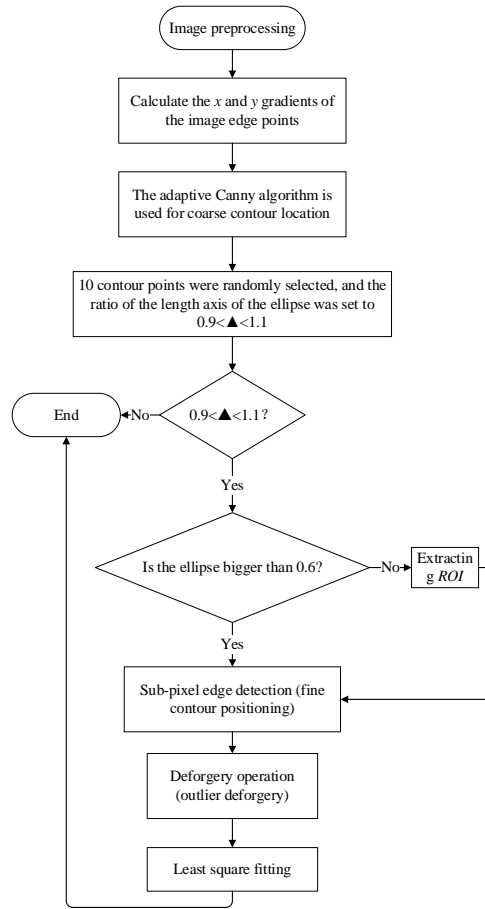 Image preprocessing
Calculate the x and y gradients of
the image edge points
The adaptive Canny algorithm is
used for coarse contour location
10 contour points were randomly selected, and the
ratio of the length axis of the ellipse was set to
0.9<▲<1.1
End
No
0.9<▲<1.1?
Yes
Is the ellipse bigger than 0.6?
No
Extractin
g ROI
Yes
Sub-pixel edge detection (fine
contour positioning)
Deforgery operation
(outlier deforgery)
Least square fitting